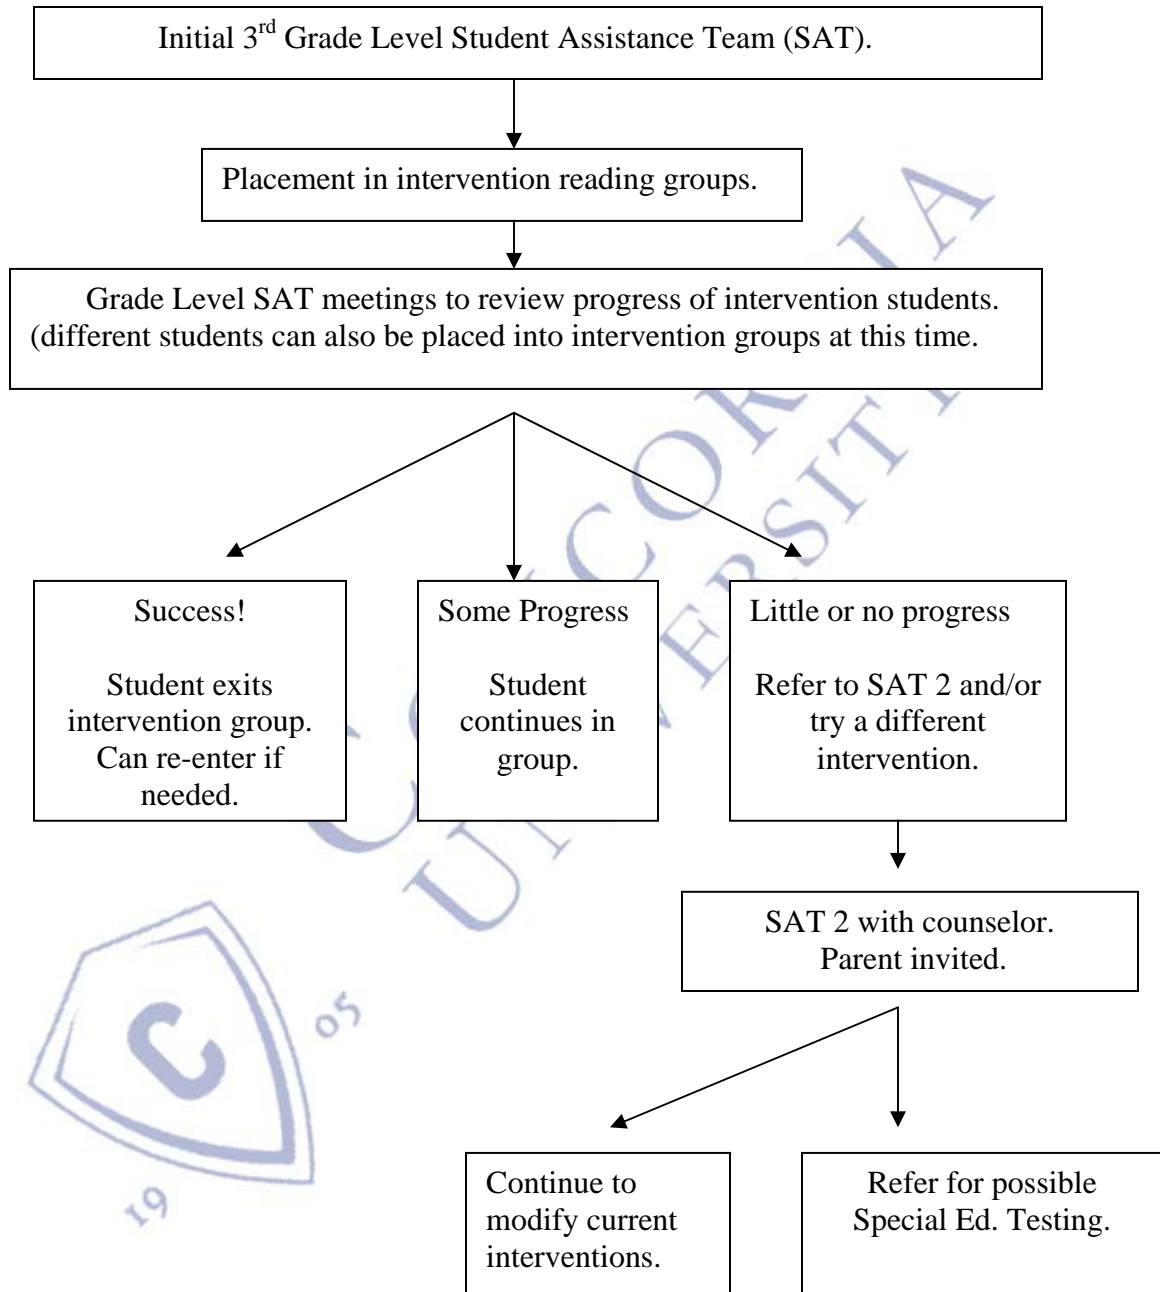 Initial 3rd Grade Level Student Assistance Team (SAT).
Placement in intervention reading groups.
Grade Level SAT meetings to review progress of intervention students.
(different students can also be placed into intervention groups at this time.
Success!
Student exits
intervention group.
Can re-enter if
needed.
Some Progress
Student
continues in
group.
Little or no progress
Refer to SAT 2 and/or
try a different
intervention.
SAT 2 with counselor.
Parent invited.
Continue to
modify current
interventions.
Refer for possible
Special Ed. Testing.
CONCORDIA
UNIVERSITY
C
19
05